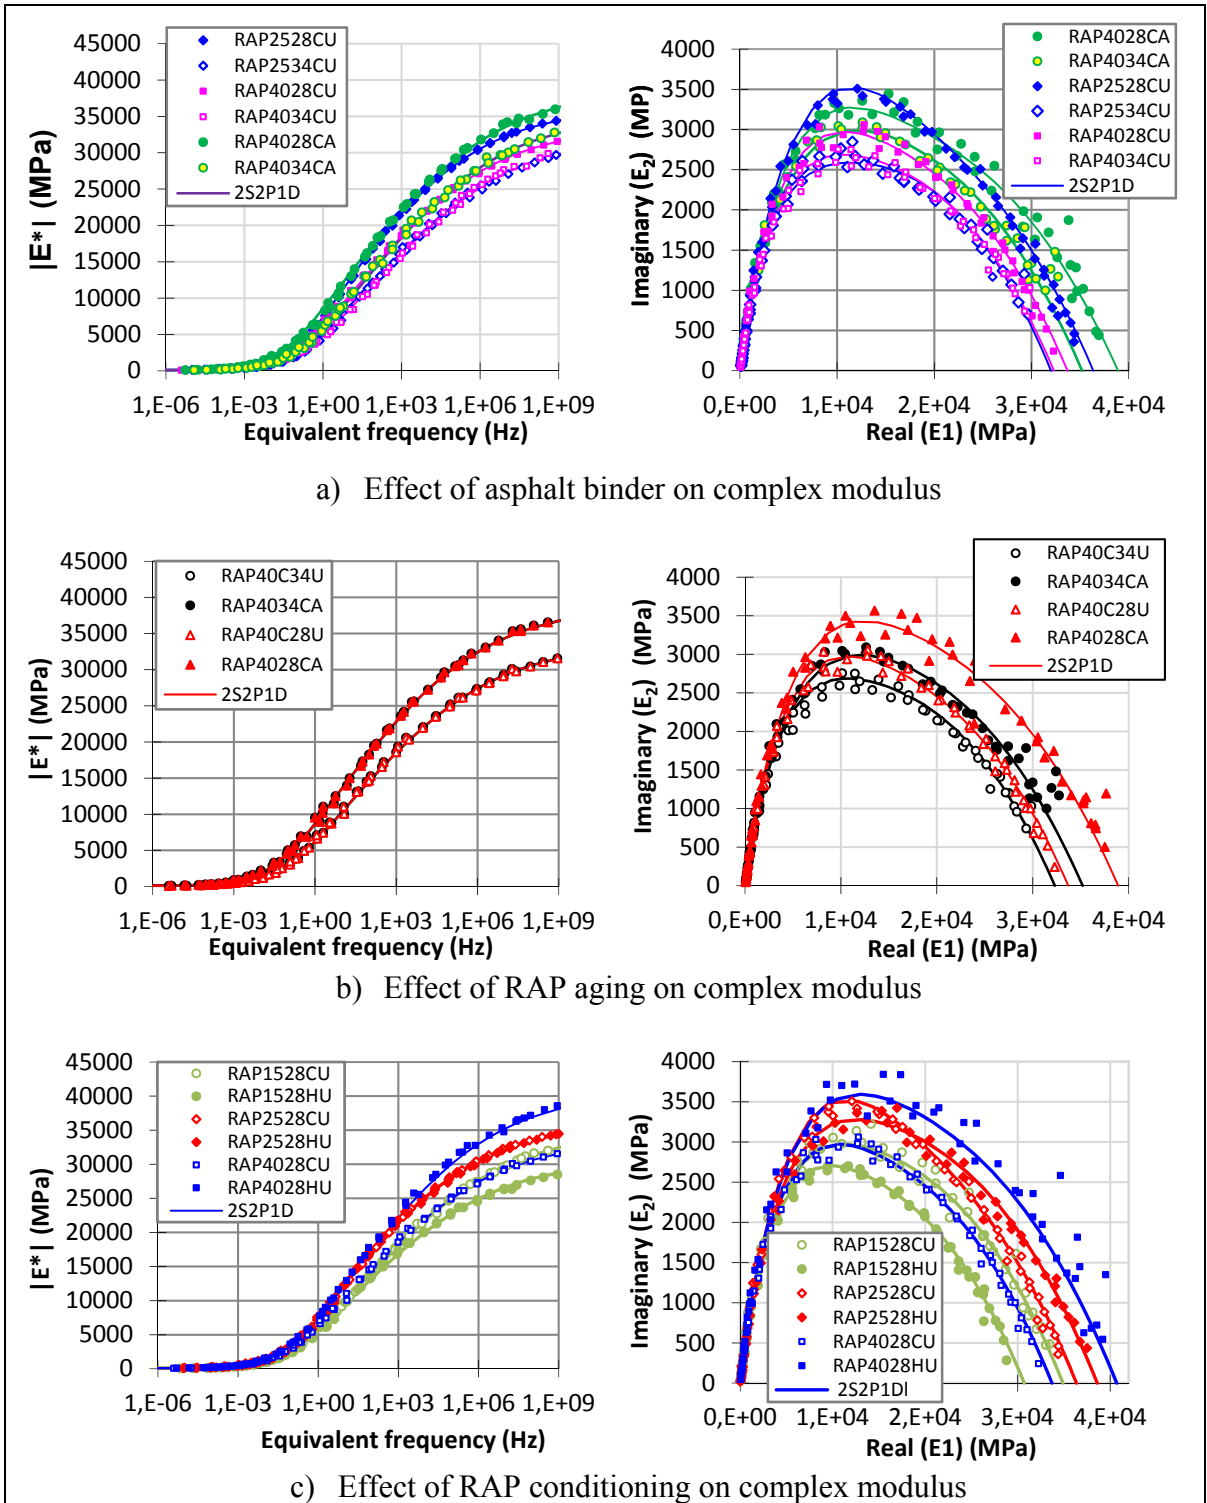 45000
40000
35000
30000
25000
20000
15000
10000
5000
0
|E*| (MPa)
RAP2528CU
RAP2534CU
RAP4028CU
RAP4034CU
RAP4028CA
RAP4034CA
2S2P1D
1,E-06 1,E-03 1,E+00 1,E+03 1,E+06 1,E+09
Equivalent frequency (Hz)
4000
3500
3000
2500
2000
1500
1000
500
0
Imaginary (E2) (MP)
RAP4028CA
RAP4034CA
RAP2528CU
RAP2534CU
RAP4028CU
RAP4034CU
2S2P1D
0,E+00 1,E+04 2,E+04 3,E+04 4,E+04
Real (E1) (MPa)
a) Effect of asphalt binder on complex modulus
45000
40000
35000
30000
25000
20000
15000
10000
5000
0
|E*| (MPa)
RAP40C34U
RAP4034CA
RAP40C28U
RAP4028CA
2S2P1D
1,E-06 1,E-03 1,E+00 1,E+03 1,E+06 1,E+09
Equivalent frequency (Hz)
4000
3500
3000
2500
2000
1500
1000
500
0
Imaginary (E2) (MPa)
RAP40C34U
RAP4034CA
RAP40C28U
RAP4028CA
2S2P1D
0,E+00 1,E+04 2,E+04 3,E+04 4,E+04
Real (E1) (MPa)
b) Effect of RAP aging on complex modulus
45000
40000
35000
30000
25000
20000
15000
10000
5000
0
|E*| (MPa)
RAP1528CU
RAP1528HU
RAP2528CU
RAP2528HU
RAP4028CU
RAP4028HU
2S2P1D
1,E-06 1,E-03 1,E+00 1,E+03 1,E+06 1,E+09
Equivalent frequency (Hz)
4000
3500
3000
2500
2000
1500
1000
500
0
Imaginary (E2) (MPa)
RAP1528CU
RAP1528HU
RAP2528CU
RAP2528HU
RAP4028CU
RAP4028HU
2S2P1Dl
0,E+00 1,E+04 2,E+04 3,E+04 4,E+04
Real (E1) (MPa)
c) Effect of RAP conditioning on complex modulus